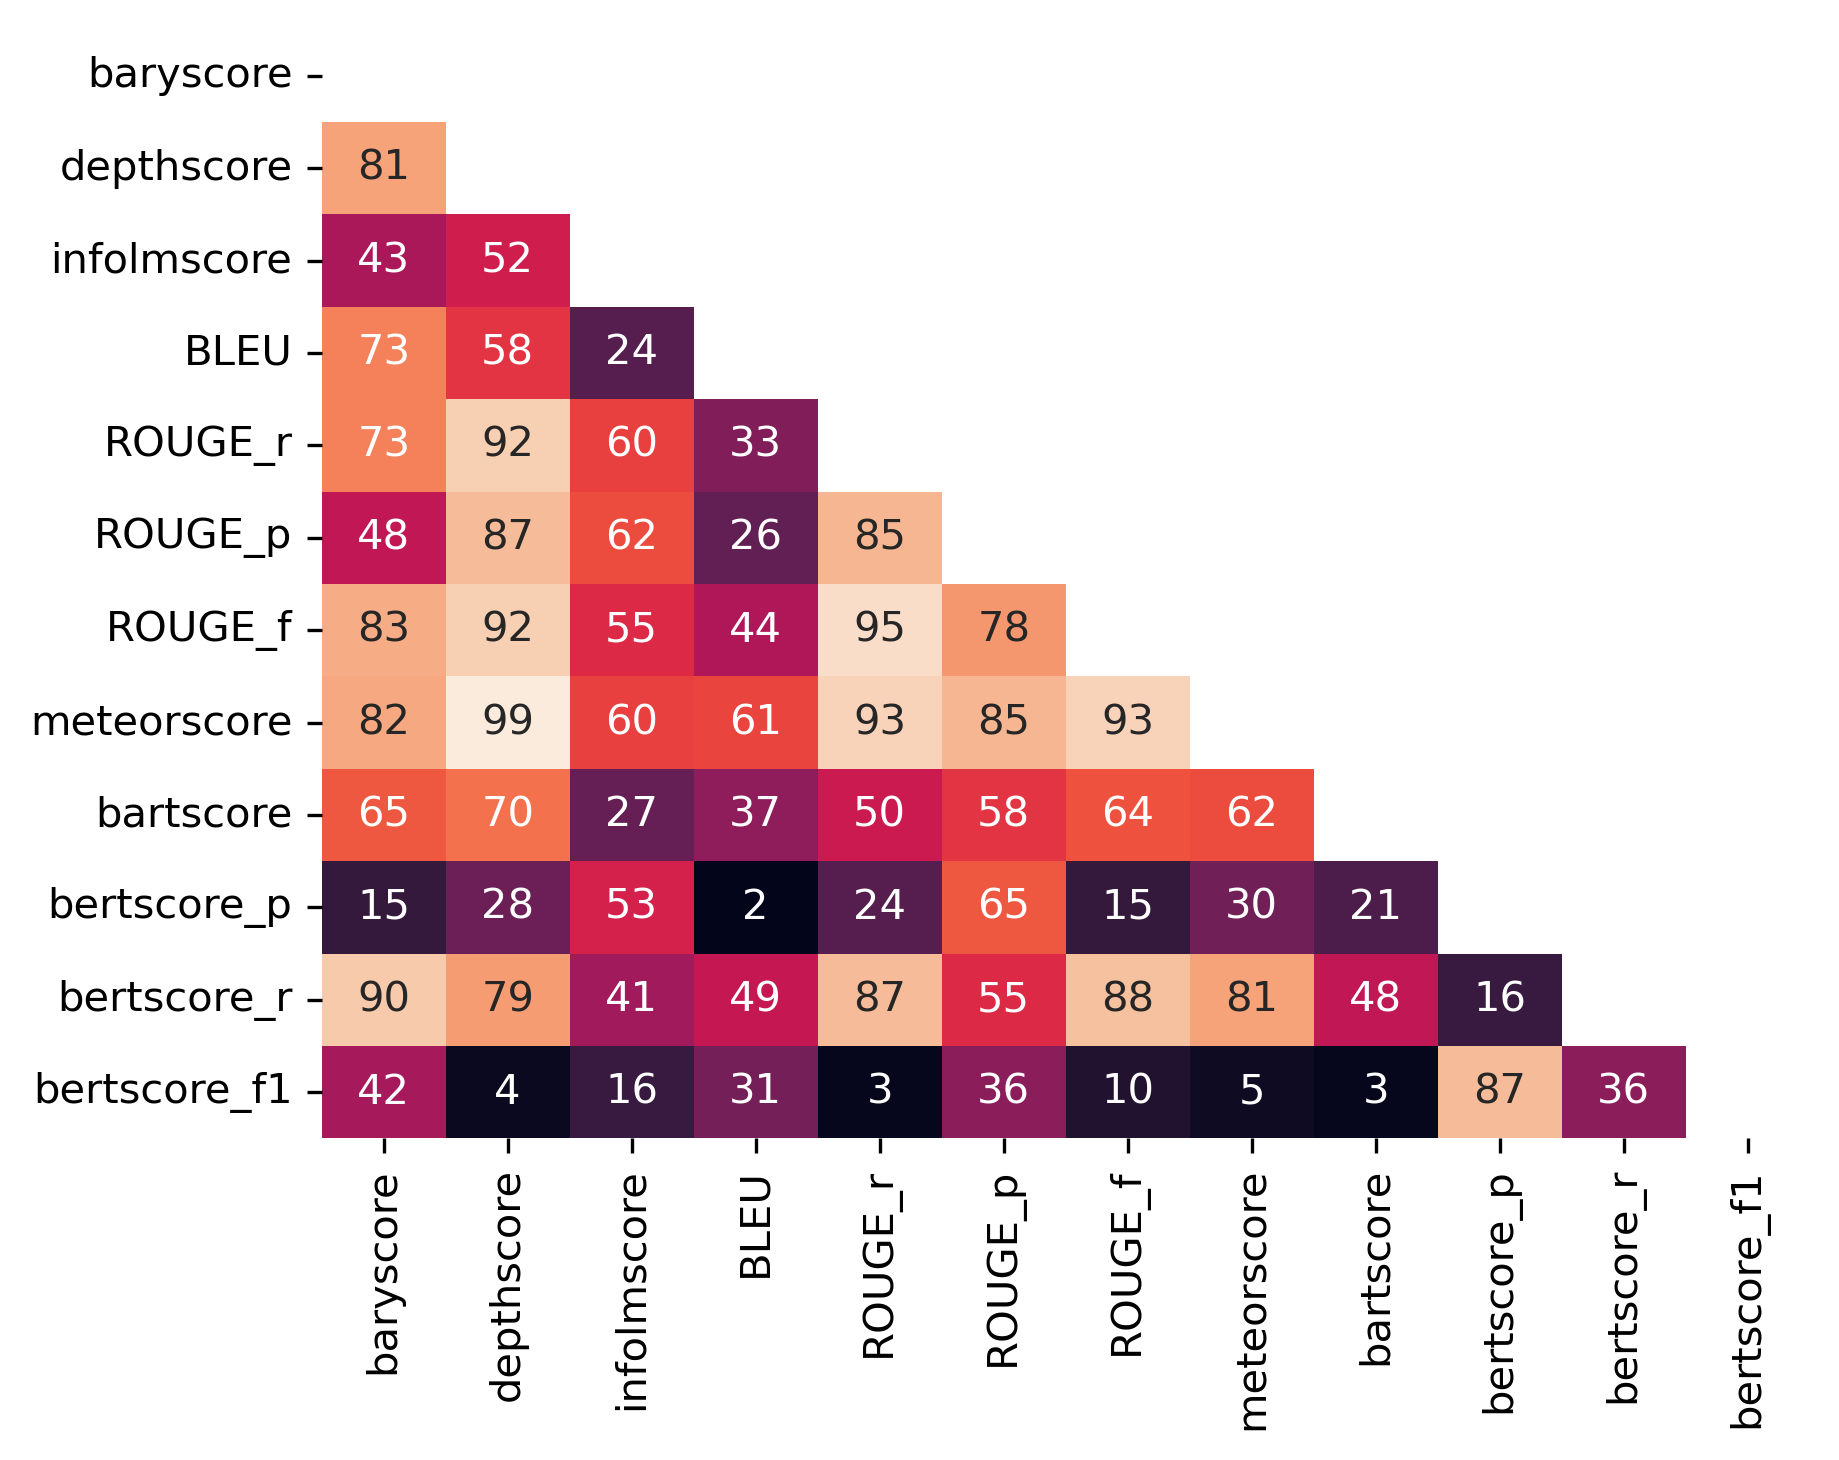 baryscore
depthscore 81
infolmscore 43 52
BLEU 73 58 24
ROUGE_r 73 92 60 33
ROUGE_p 48 87 62 26 85
ROUGE_f 83 92 55 44 95 78
meteorscore 82 99 60 61 93 85 93
bartscore 65 70 27 37 50 58 64 62
bertscore_p 15 28 53 2 24 65 15 30 21
bertscore_r 90 79 41 49 87 55 88 81 48 16
bertscore_f1 42 4 16 31 3 36 10 5 3 87 36
baryscore
depthscore
infolmscore
BLEU
ROUGE_r
ROUGE_p
ROUGE_f
meteorscore
bartscore
bertscore_p
bertscore_r
bertscore_f1